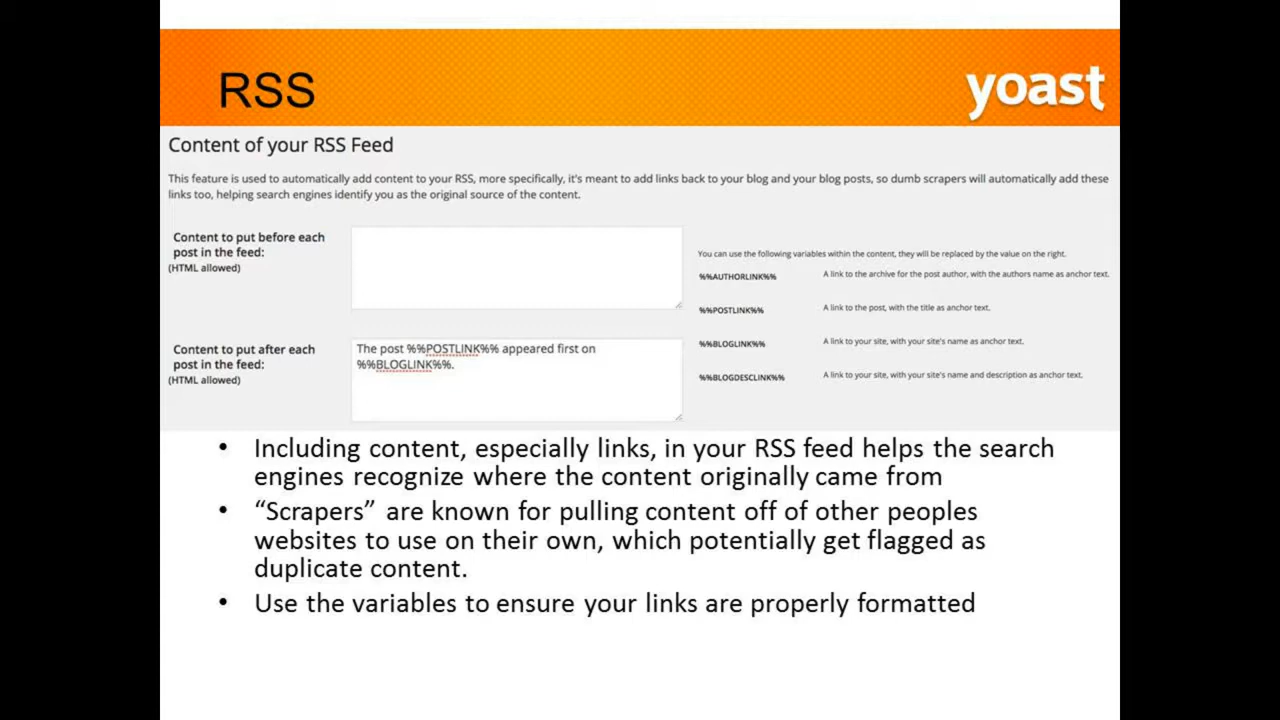 RSS
yoast
Content of your RSS Feed
This feature is used to automatically add content to your RSS, more specifically, it's meant to add links back to your blog and your blog posts, so dumb scrapers will automatically add these
links too, helping search engines identify you as the original source of the content.
Content to put before each
post in the feed:
(HTML allowed)
You can use the following variables within the content, they will be replaced by the value on the right.
%%AUTHORLINK%% A link to the archive for the post author, with the authors name as anchor text.
%%POSTLINK%% A link to the post, with the title as anchor text.
%%BLOGLINK%% A link to your site, with your site's name as anchor text.
%%BLOGDESCLINK%% A link to your site, with your site's name and description as anchor text.
Content to put after each
post in the feed:
(HTML allowed)
The post %%POSTLINK%% appeared first on
%%BLOGLINK%%.
• Including content, especially links, in your RSS feed helps the search
engines recognize where the content originally came from
• “Scrapers” are known for pulling content off of other peoples
websites to use on their own, which potentially get flagged as
duplicate content.
• Use the variables to ensure your links are properly formatted